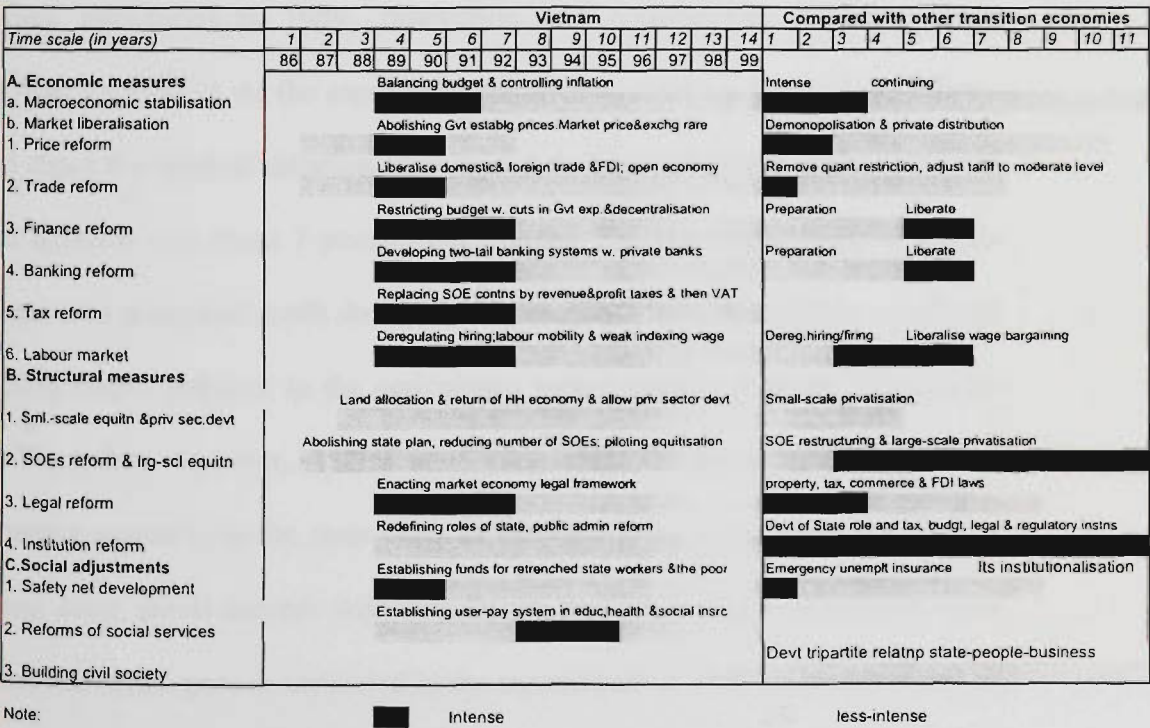 Vietnam Compared with other transition economies
Time scale (in years) 1 2 3 4 5 6 7 8 9 10 11 12 13 14 1 2 3 4 5 6 7 8 9 10 11
86 87 88 89 90 91 92 93 94 95 96 97 98 99
A. Economic measures Balancing budget & controlling inflation Intense continuing
a. Macroeconomic stabilisation
b. Market liberalisation Abolishing Gvt establg prices.Market price&exchg rare Demonopolisation & private distribution
1. Price reform
Liberalise domestic& foreign trade &FDI; open economy Remove quant restriction, adjust tariff to moderate level
2. Trade reform
Restricting budget w. cuts in Gvt exp.&decentralisation Preparation Liberate
3. Finance reform
Developing two-tail banking systems w. private banks Preparation Liberate
4. Banking reform
Replacing SOE contns by revenue&profit taxes & then VAT
5. Tax reform
Deregulating hiring;labour mobility & weak indexing wage Dereg.hiring/firing Liberalise wage bargaining
6. Labour market
B. Structural measures
Land allocation & return of HH economy & allow priv sector devt Small-scale privatisation
1. Sml.-scale equitn &priv sec.devt
Abolishing state plan, reducing number of SOEs; piloting equitisation SOE restructuring & large-scale privatisation
2. SOEs reform & lrg-scl equitn
Enacting market economy legal framework property, tax, commerce & FDI laws
3. Legal reform
Redefining roles of state, public admin reform Devt of State role and tax, budgt, legal & regulatory instns
4. Institution reform
C.Social adjustments Establishing funds for retrenched state workers &the poor Emergency unemplt insurance Its institutionalisation
1. Safety net development
Establishing user-pay system in educ,health &social insrc
2. Reforms of social services
Devt tripartite relatnp state-people-business
3. Building civil society
Note: Intense less-intense